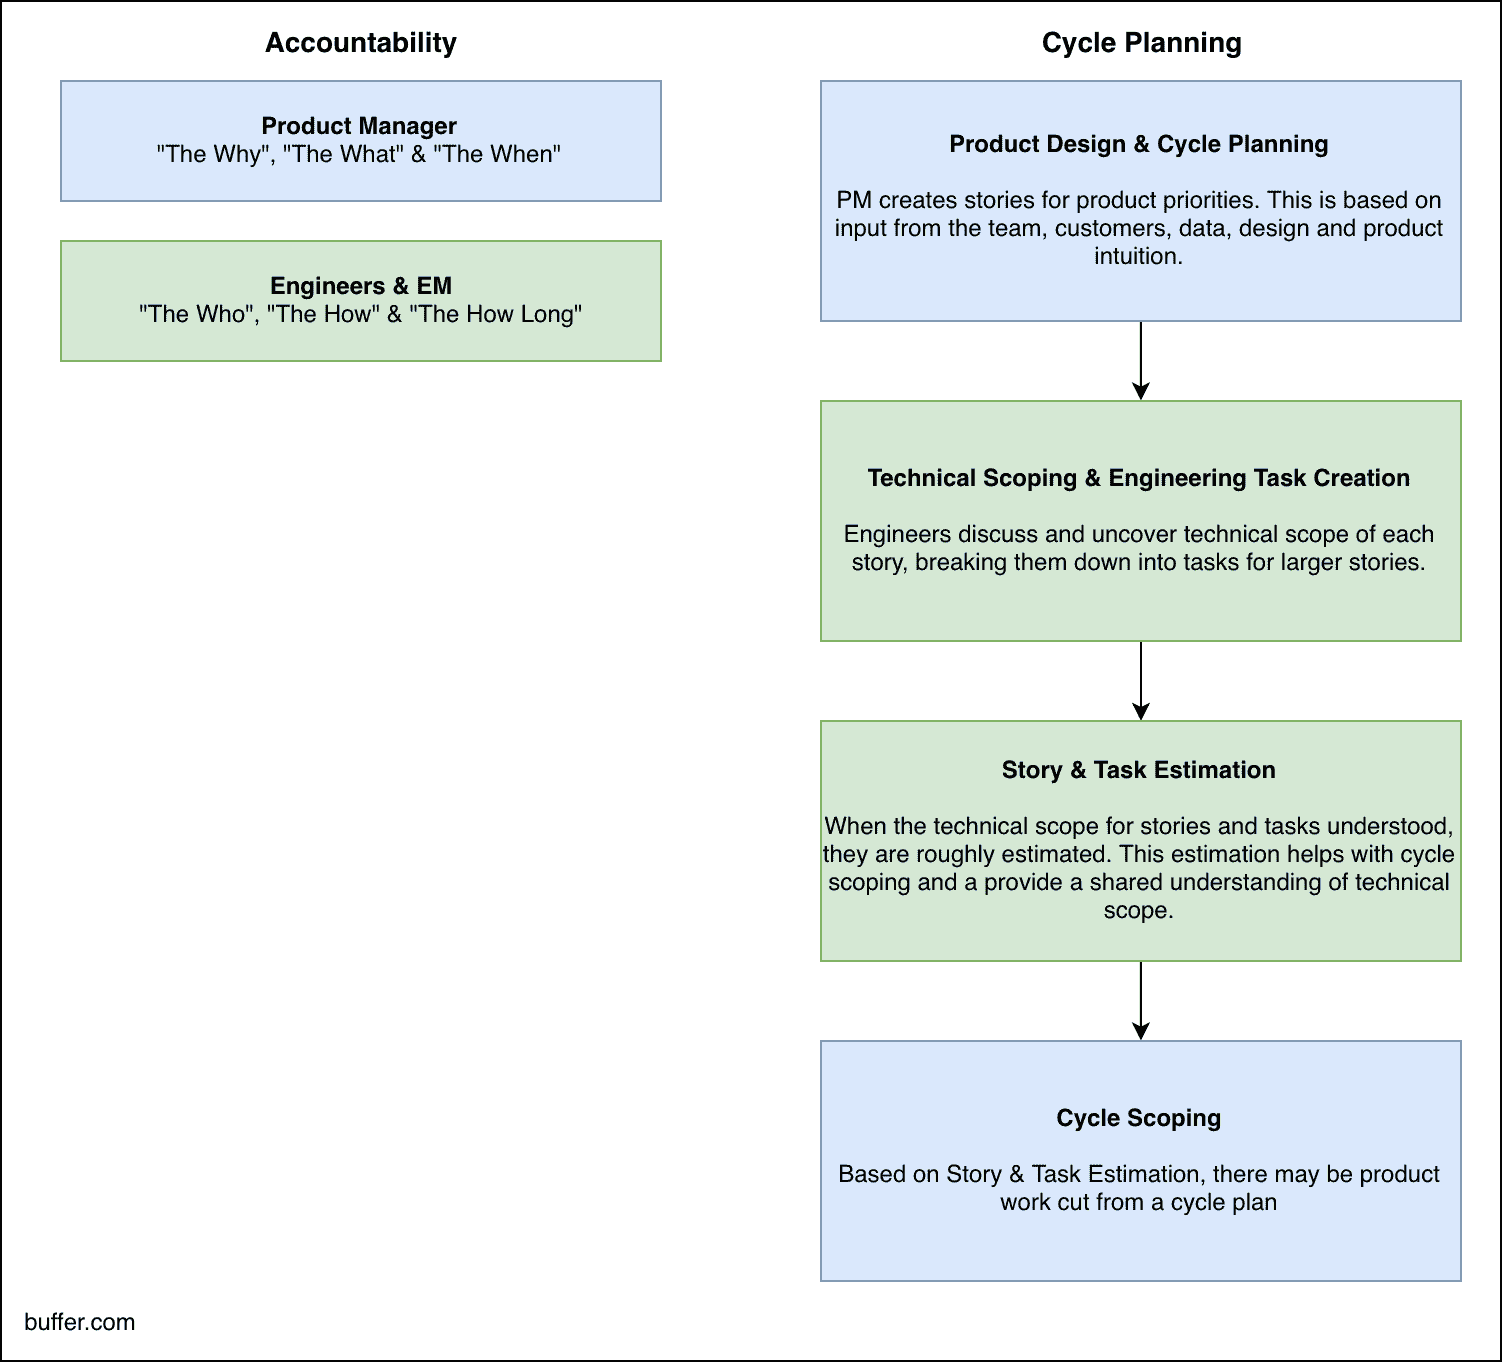 Accountability
Product Manager
"The Why", "The What" & "The When"
Engineers & EM
"The Who", "The How" & "The How Long"
Cycle Planning
Product Design & Cycle Planning
PM creates stories for product priorities. This is based on
input from the team, customers, data, design and product
intuition.
Technical Scoping & Engineering Task Creation
Engineers discuss and uncover technical scope of each
story, breaking them down into tasks for larger stories.
Story & Task Estimation
When the technical scope for stories and tasks understood,
they are roughly estimated. This estimation helps with cycle
scoping and a provide a shared understanding of technical
scope.
Cycle Scoping
Based on Story & Task Estimation, there may be product
work cut from a cycle plan
buffer.com